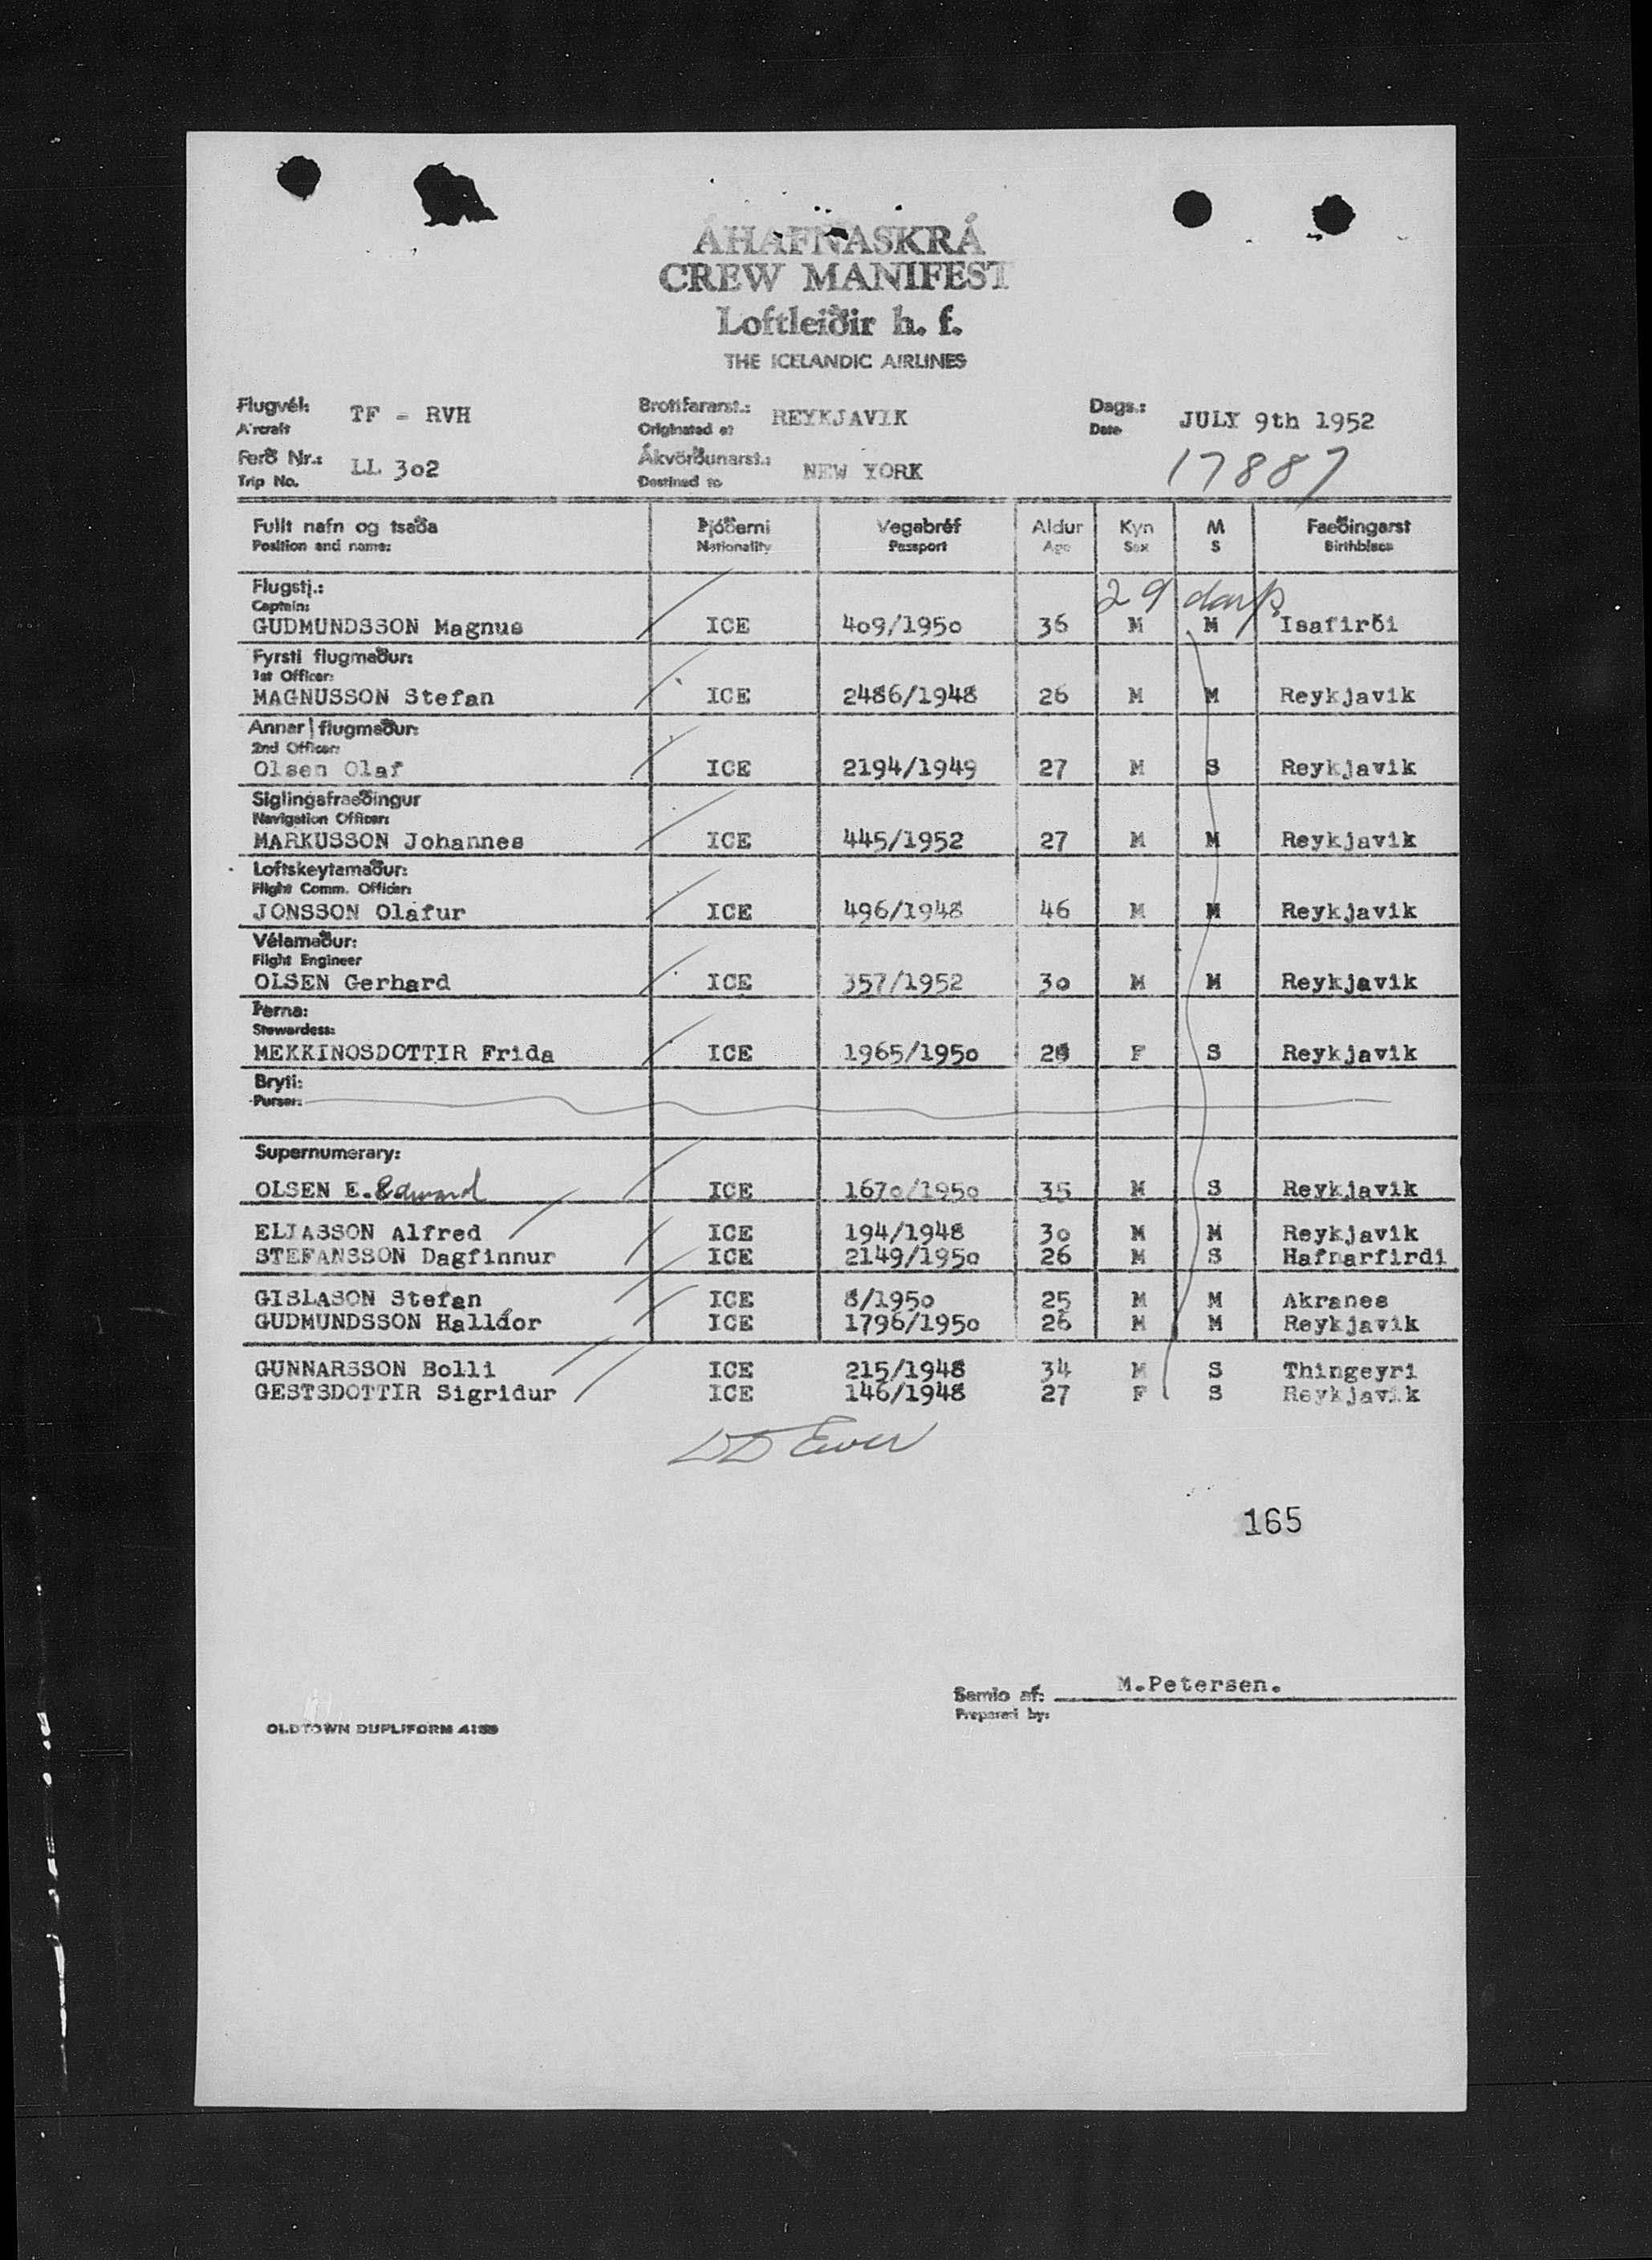 ÁHAFNASKRÁ
CREW MANIFEST
Loftleiðir h. f.
THE ICELANDIC AIRLINES
Flugvél: TF - RVH Brottfararst.: REYKJAVIK Dags.: JULY 9th 1952
Aircraft Originated at Date
Ferð Nr.: LL 302 Ákvörðunarst.: NEW YORK 17887
Trip No. Destined to
Fullt nafn og tsaða Þjóðerni Vegabréf Aldur Kyn M Faeðingarst
Position and name: Nationality Passport Age Sex S Birthblace
Flugstj.: 29 days
Captain:
GUDMUNDSSON Magnus ICE 409/1950 36 M M Isafirði
Fyrsti flugmaður:
1st Officer:
MAGNUSSON Stefan ICE 2486/1948 26 M M Reykjavik
Annar flugmaður:
2nd Officer:
Olsen Olaf ICE 2194/1949 27 M S Reykjavik
Siglingafraeðingur
Navigation Officer:
MARKUSSON Johannes ICE 445/1952 27 M M Reykjavik
Loftskeytamaður:
Flight Comm. Officer:
JONSSON Olafur ICE 496/1948 46 M M Reykjavik
Vélamaður:
Flight Engineer
OLSEN Gerhard ICE 357/1952 30 M M Reykjavik
Þerna:
Stewardess:
MEKKINOSDOTTIR Frida ICE 1965/1950 F S Reykjavik
Bryti:
Purser:
Supernumerary:
OLSEN E. Edward ICE 1670/1950 35 M S Reykjavik
ELIASSON Alfred ICE 194/1948 30 M M Reykjavik
STEFANSSON Dagfinnur ICE 2149/1950 26 M S Hafnarfirdi
GISLASON Stefan ICE 8/1950 25 M M Akranes
GUDMUNDSSON Halldór ICE 1796/1950 26 M M Reykjavik
GUNNARSSON Bolli ICE 215/1948 34 M S Thingeyri
GESTSDOTTIR Sigridur ICE 146/1948 27 F S Reykjavik
165
Samio af: M.Petersen.
Prepared by:
OLDTOWN DUPLIFORM